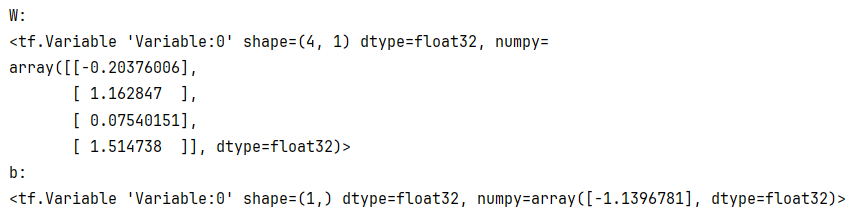 W:
<tf.Variable 'Variable:0' shape=(4, 1) dtype=float32, numpy=
array([[-0.20376006],
       [ 1.162847  ],
       [ 0.07540151],
       [ 1.514738  ]], dtype=float32)>
b:
<tf.Variable 'Variable:0' shape=(1,) dtype=float32, numpy=array([-1.1396781], dtype=float32)>